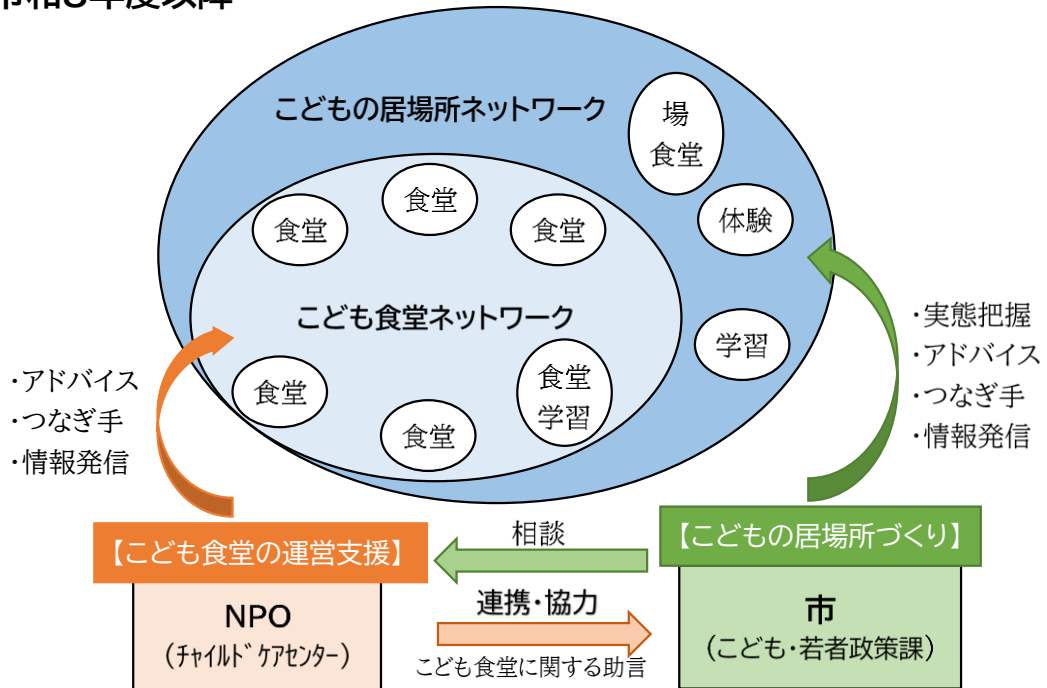 こどもの居場所ネットワーク
場
食堂
食堂
食堂
食堂
体験
こども食堂ネットワーク
学習
食堂
食堂
学習
食堂
・アドバイス
・つなぎ手
・情報発信
・実態把握
・アドバイス
・つなぎ手
・情報発信
【こども食堂の運営支援】
相談
【こどもの居場所づくり】
NPO
（ﾁｬｲﾙﾄﾞｹｱｾﾝﾀｰ）
連携・協力
こども食堂に関する助言
市
（こども・若者政策課）